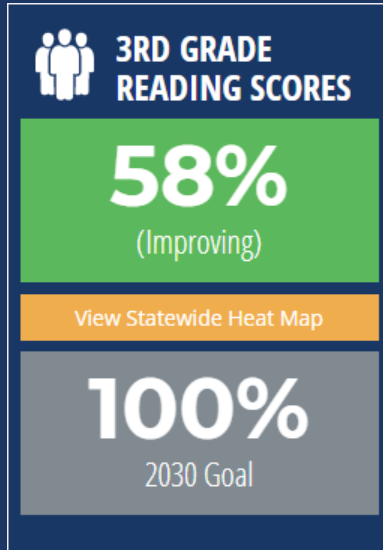 3RD GRADE
READING SCORES
58%
(Improving)
View Statewide Heat Map
100%
2030 Goal